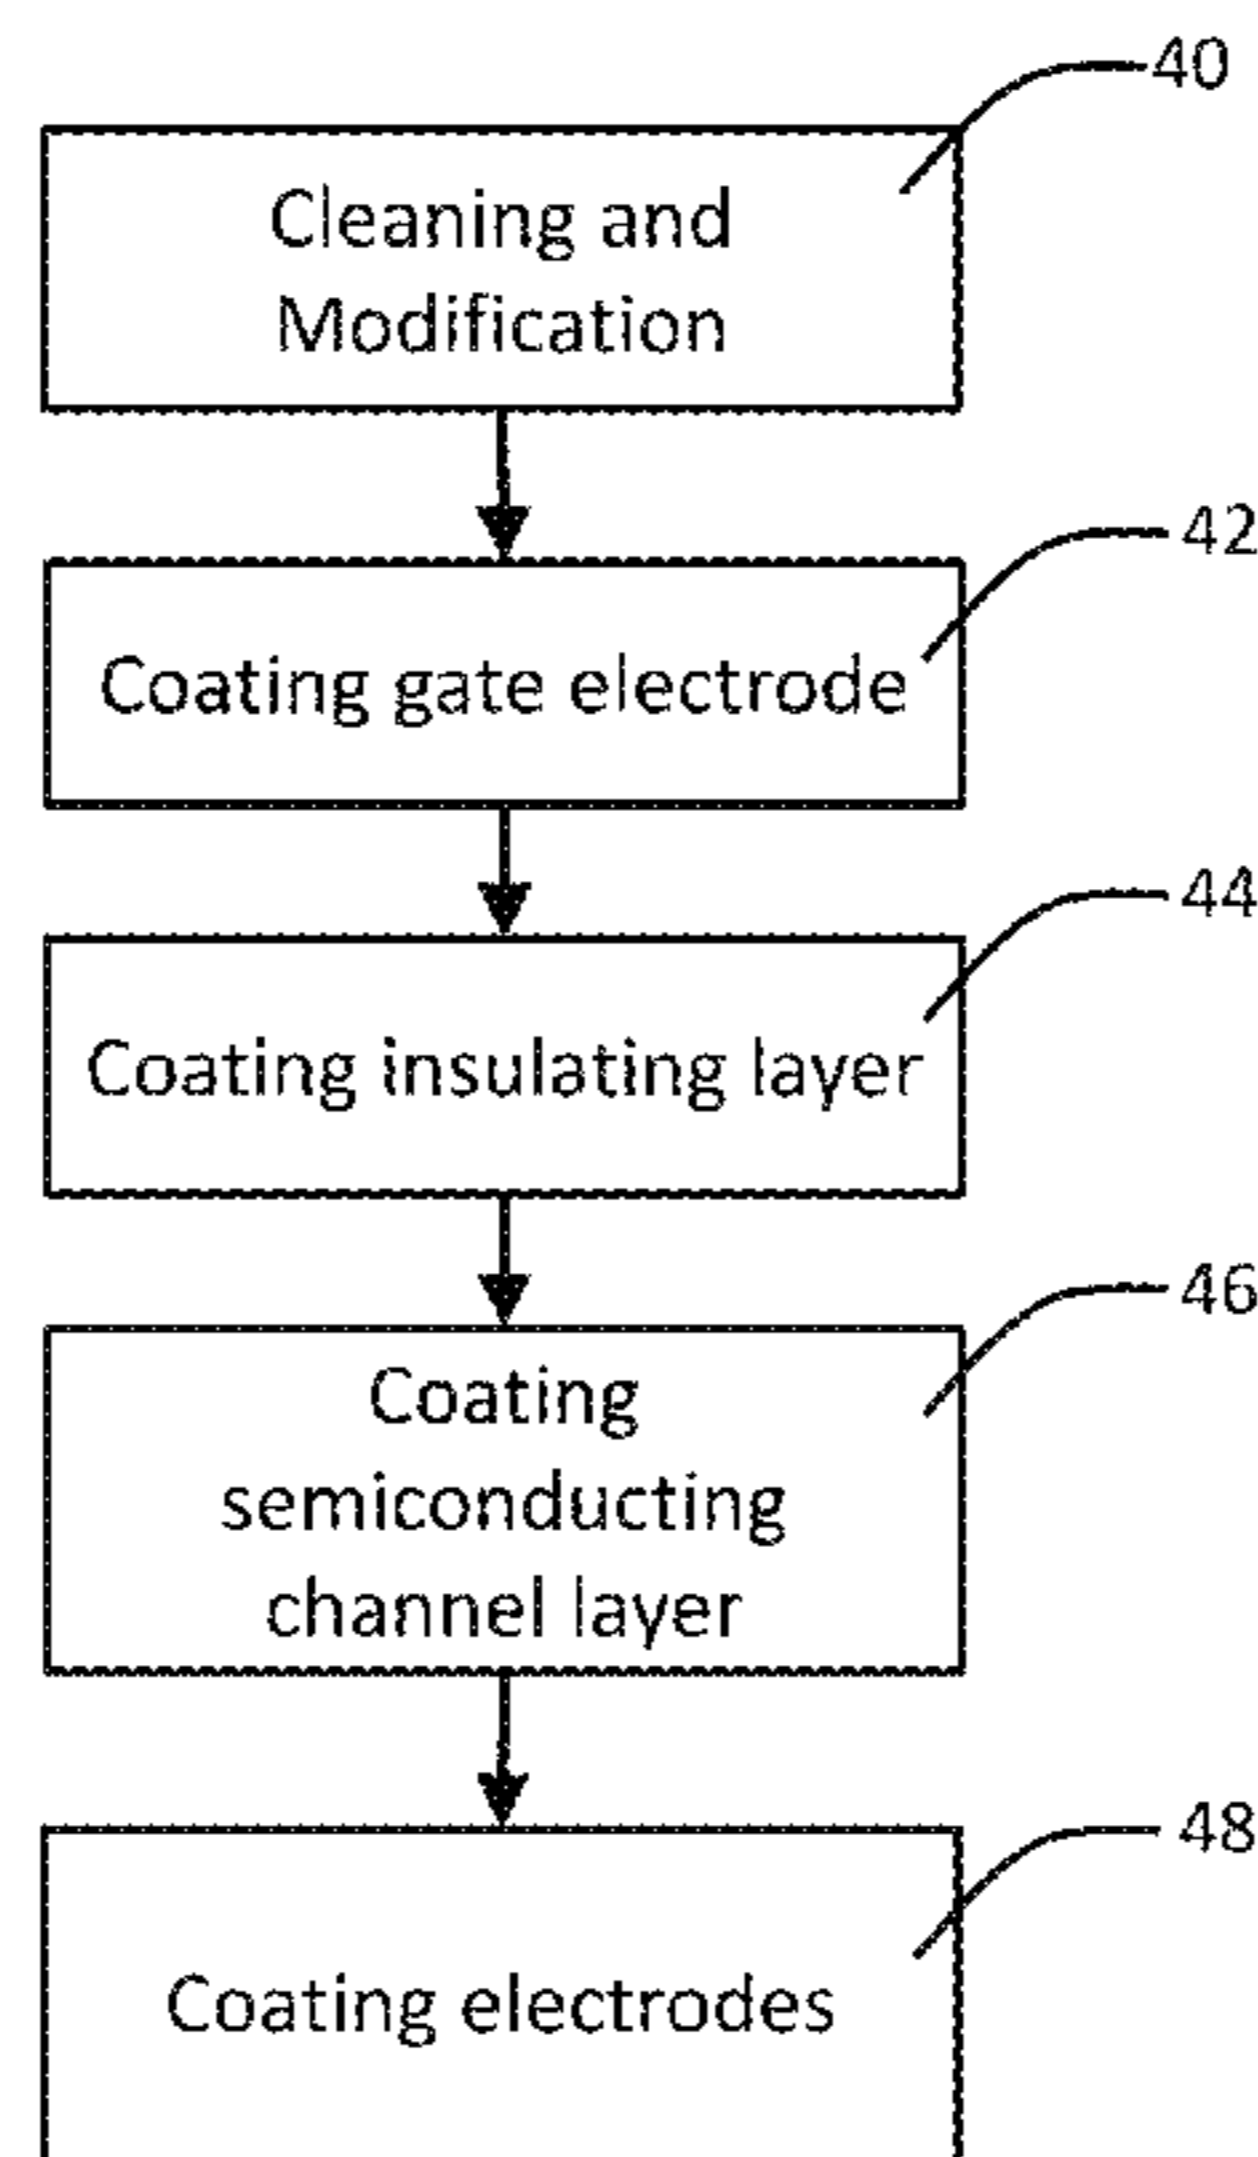 40
Cleaning and
Modification
42
Coating gate electrode
44
Coating insulating layer
46
Coating
semiconducting
channel layer
48
Coating electrodes